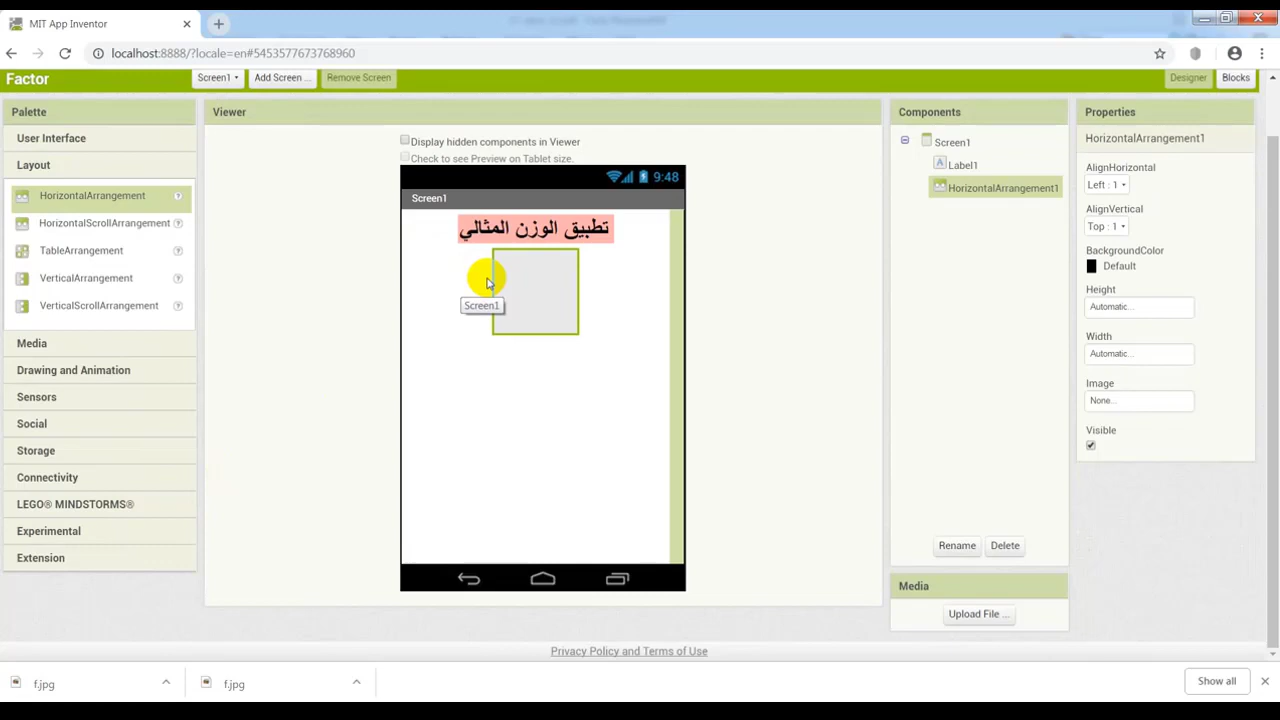 MIT App Inventor
localhost:8888/?locale=en#5453577673768960
Factor
Screen1
Add Screen ...
Remove Screen
Designer
Blocks
Palette
User Interface
Layout
HorizontalArrangement
HorizontalScrollArrangement
TableArrangement
VerticalArrangement
VerticalScrollArrangement
Media
Drawing and Animation
Sensors
Social
Storage
Connectivity
LEGO® MINDSTORMS®
Experimental
Extension
Viewer
Display hidden components in Viewer
Check to see Preview on Tablet size.
9:48
Screen1
تطبيق الوزن المثالي
Screen1
Components
Screen1
Label1
HorizontalArrangement1
Rename
Delete
Media
Upload File ...
Properties
HorizontalArrangement1
AlignHorizontal
Left : 1
AlignVertical
Top : 1
BackgroundColor
Default
Height
Automatic...
Width
Automatic...
Image
None...
Visible
Privacy Policy and Terms of Use
f.jpg
f.jpg
Show all